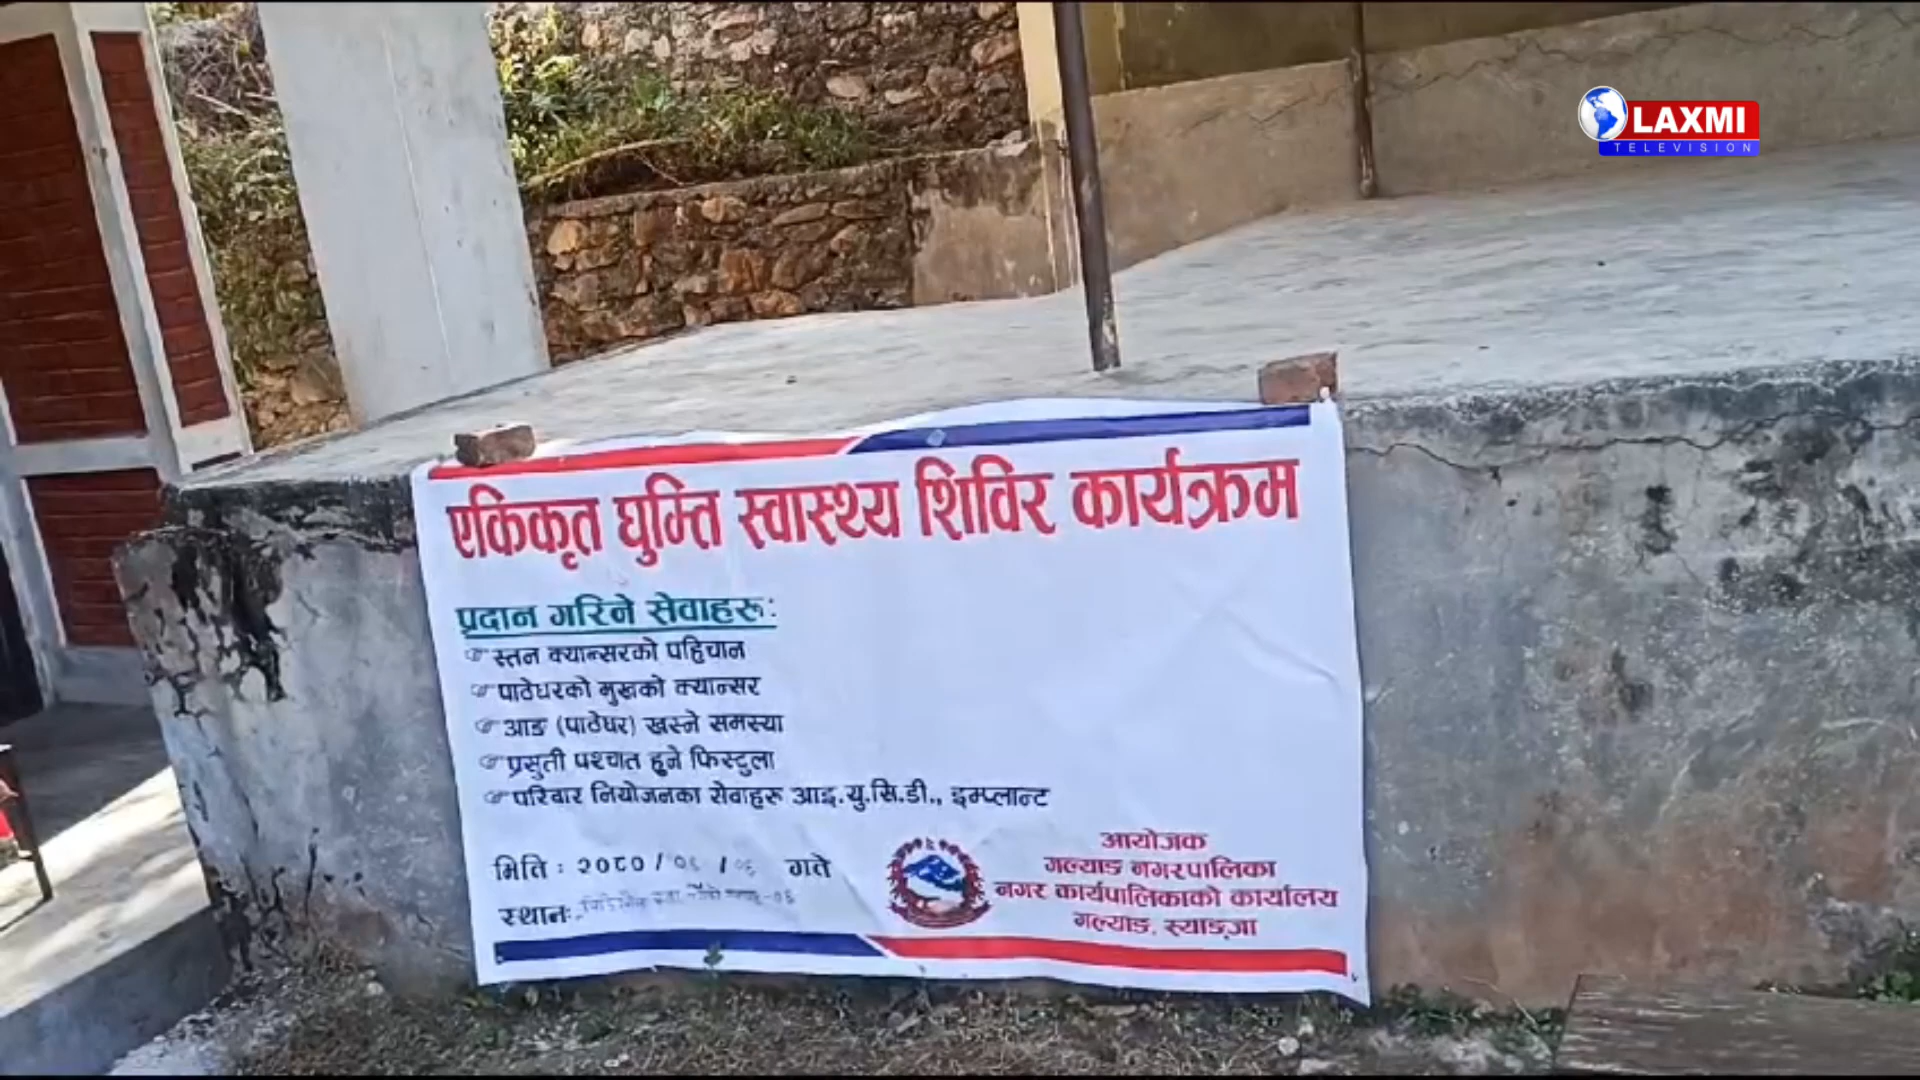 LAXMI
TELEVISION
एकिकृत घुम्ति स्वास्थ्य शिविर कार्यक्रम
प्रदान गरिने सेवाहरू:
स्तन क्यान्सरको पहिचान
पाठेघरको मुखको क्यान्सर
आङ (पाठेघर) खस्ने समस्या
प्रसुती पश्चात हुने फिस्टुला
परिवार नियोजनका सेवाहरू आइ.यु.सि.डी., इम्प्लान्ट
मिति : २०८० / / गते
स्थानः
आयोजक
गल्याङ नगरपालिका
नगर कार्यपालिकाको कार्यालय
गल्याङ, स्याङ्जा